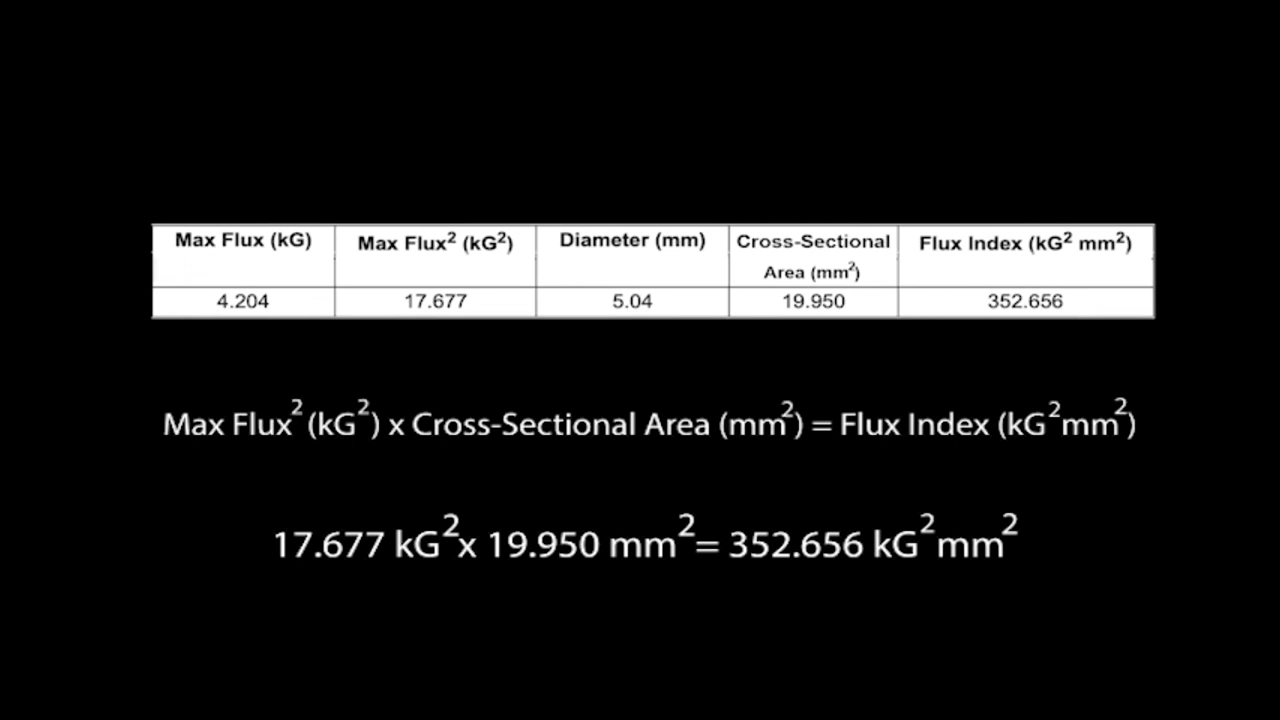 Max Flux (kG) Max Flux² (kG²) Diameter (mm) Cross-Sectional Area (mm²) Flux Index (kG² mm²)
4.204 17.677 5.04 19.950 352.656
Max Flux² (kG²) x Cross-Sectional Area (mm²) = Flux Index (kG²mm²)
17.677 kG²x 19.950 mm²= 352.656 kG²mm²